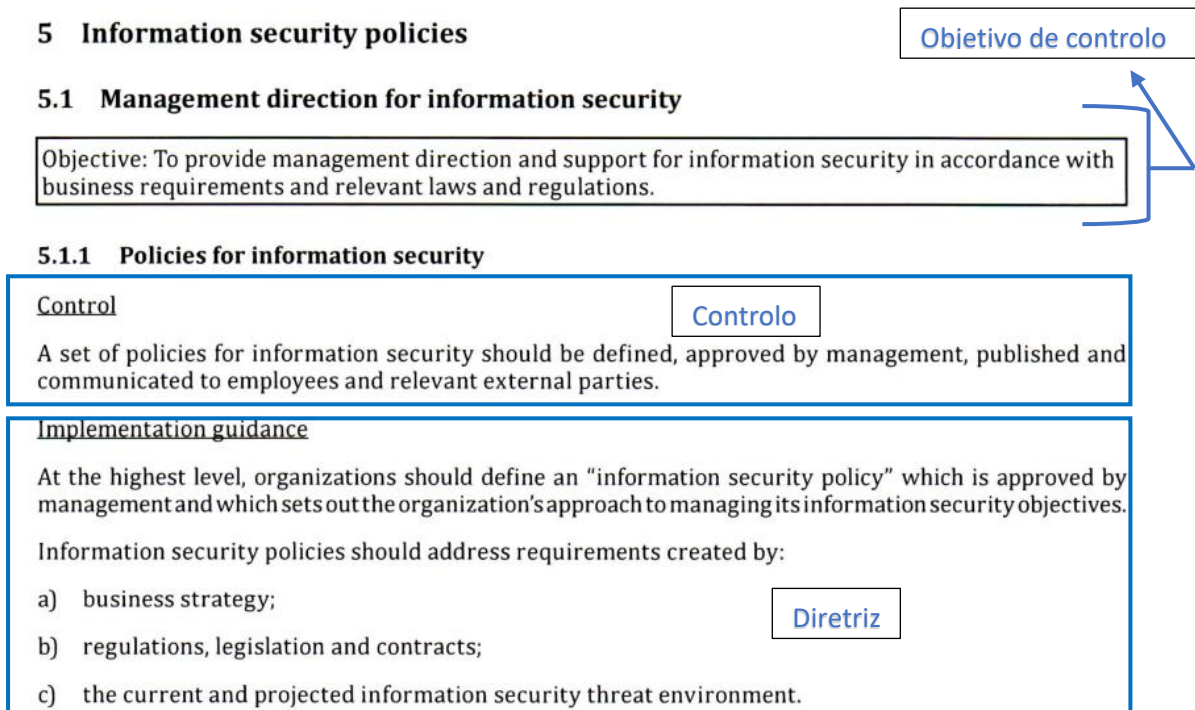 5 Information security policies
Objetivo de controlo
5.1 Management direction for information security
Objective: To provide management direction and support for information security in accordance with
business requirements and relevant laws and regulations.
5.1.1 Policies for information security
Control
Controlo
A set of policies for information security should be defined, approved by management, published and
communicated to employees and relevant external parties.
Implementation guidance
At the highest level, organizations should define an “information security policy” which is approved by
management and which sets out the organization’s approach to managing its information security objectives.
Information security policies should address requirements created by:
a) business strategy;
Diretriz
b) regulations, legislation and contracts;
c) the current and projected information security threat environment.